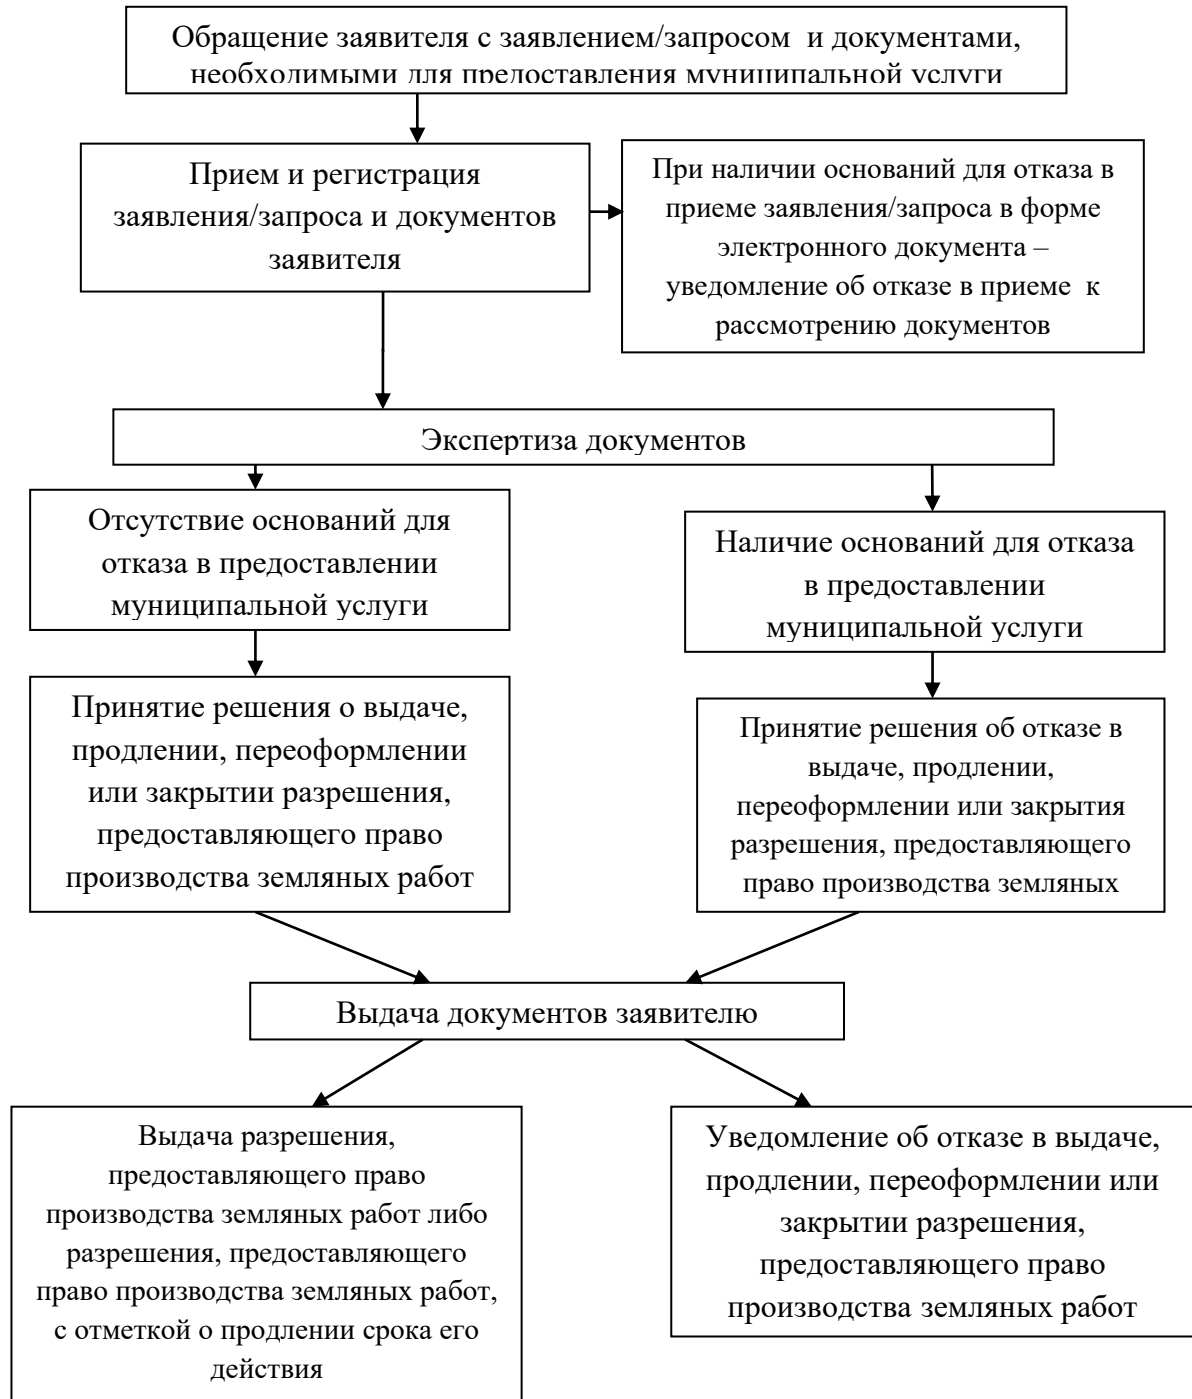 Обращение заявителя с заявлением/запросом и документами,
необходимыми для предоставления муниципальной услуги
Прием и регистрация
заявления/запроса и документов
заявителя
При наличии оснований для отказа в
приеме заявления/запроса в форме
электронного документа –
уведомление об отказе в приеме к
рассмотрению документов
Экспертиза документов
Отсутствие оснований для
отказа в предоставлении
муниципальной услуги
Наличие оснований для отказа
в предоставлении
муниципальной услуги
Принятие решения о выдаче,
продлении, переоформлении
или закрытии разрешения,
предоставляющего право
производства земляных работ
Принятие решения об отказе в
выдаче, продлении,
переоформлении или закрытия
разрешения, предоставляющего
право производства земляных
Выдача документов заявителю
Выдача разрешения,
предоставляющего право
производства земляных работ либо
разрешения, предоставляющего
право производства земляных работ,
с отметкой о продлении срока его
действия
Уведомление об отказе в выдаче,
продлении, переоформлении или
закрытии разрешения,
предоставляющего право
производства земляных работ